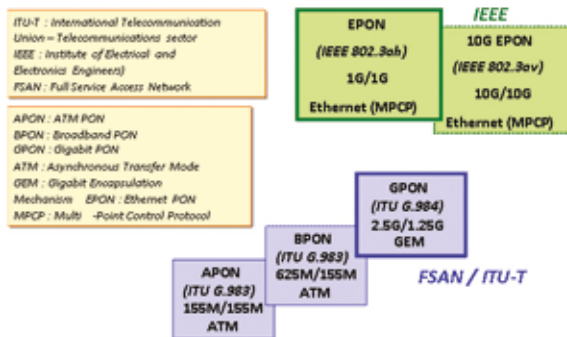 ITU-T : International Telecommunication
Union – Telecommunications sector
IEEE : Institute of Electrical and
Electronics Engineers)
FSAN : Full Service Access Network
APON : ATM PON
BPON : Broadband PON
GPON : Gigabit PON
ATM : Asynchronous Transfer Mode
GEM : Gigabit Encapsulation
Mechanism EPON : Ethernet PON
MPCP : Multi -Point Control Protocol
IEEE
EPON
(IEEE 802.3ah)
1G/1G
Ethernet (MPCP)
10G EPON
(IEEE 802.3av)
10G/10G
Ethernet (MPCP)
GPON
(ITU G.984)
2.5G/1.25G
GEM
BPON
(ITU G.983)
625M/155M
ATM
APON
(ITU G.983)
155M/155M
ATM
FSAN / ITU-T